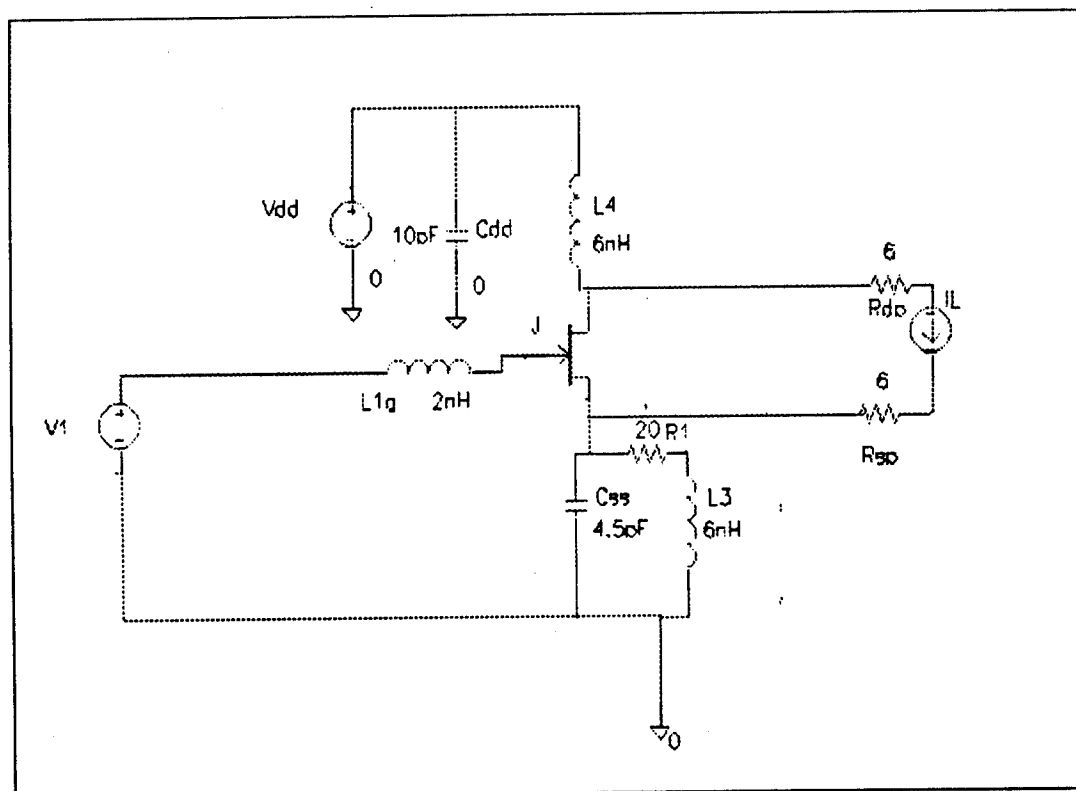 Vdd
10pF
Cdd
L4
6nH
0
0
6
Rdp
IL
J
L1g
2nH
6
Rsp
V1
20
R1
Css
4.5pF
L3
6nH
0